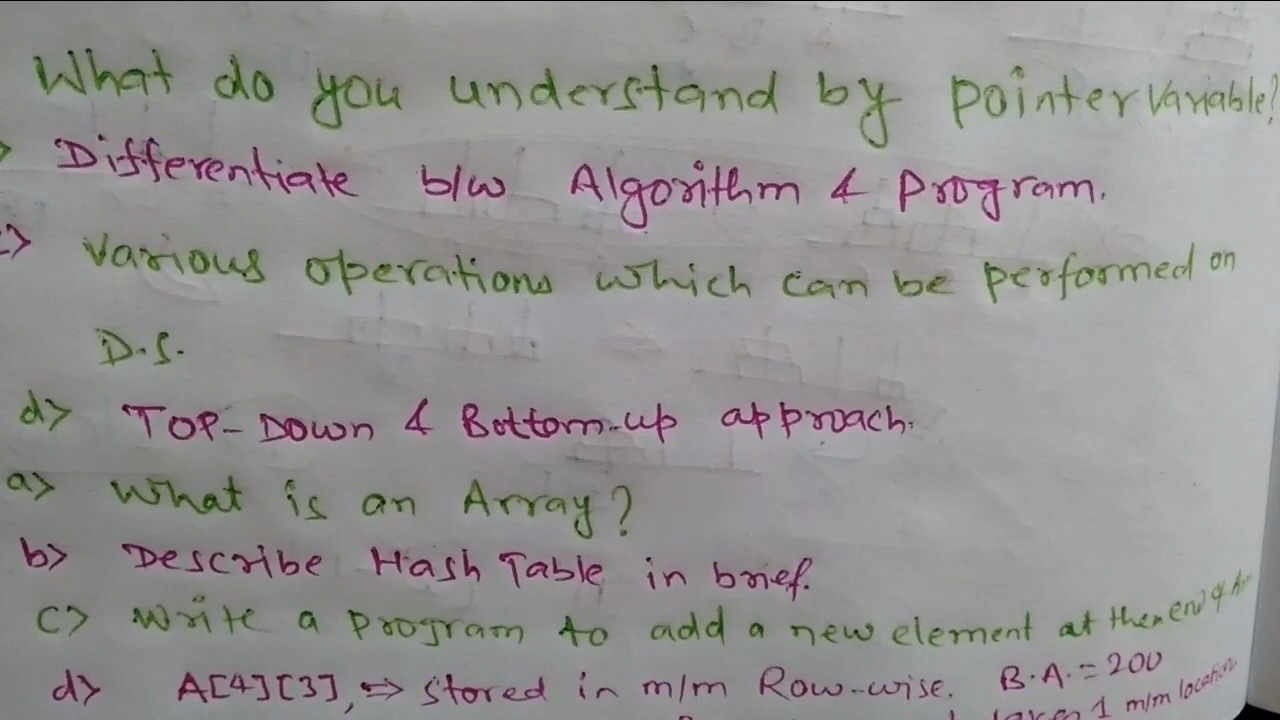 What do you understand by pointer variable?
> Differentiate b/w Algorithm & Program.
c> Various operations which can be performed on
D.S.
d> TOP-DOWN & Bottom-up approach.
a> What is an Array?
b> Describe Hash Table in brief.
c> Write a program to add a new element at the end of
d> A[4][3], => stored in m/m Row-wise. B.A. = 200
1 m/m location